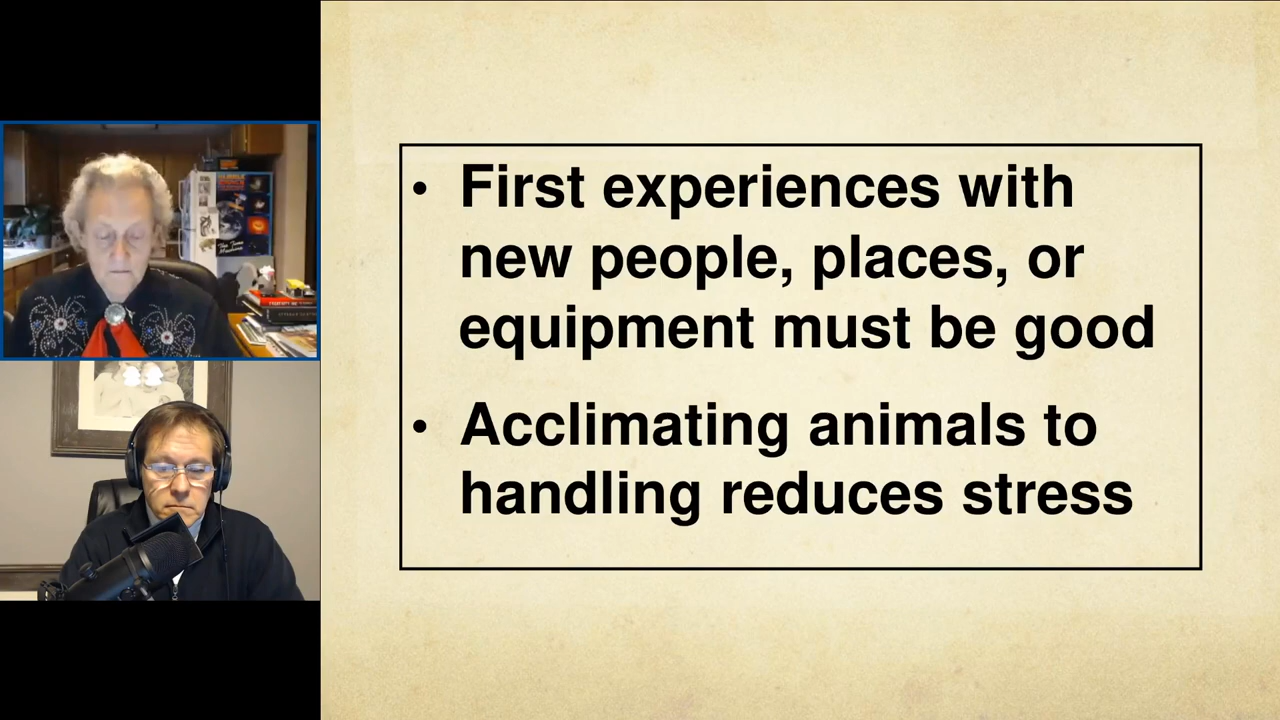 • First experiences with
new people, places, or
equipment must be good
• Acclimating animals to
handling reduces stress